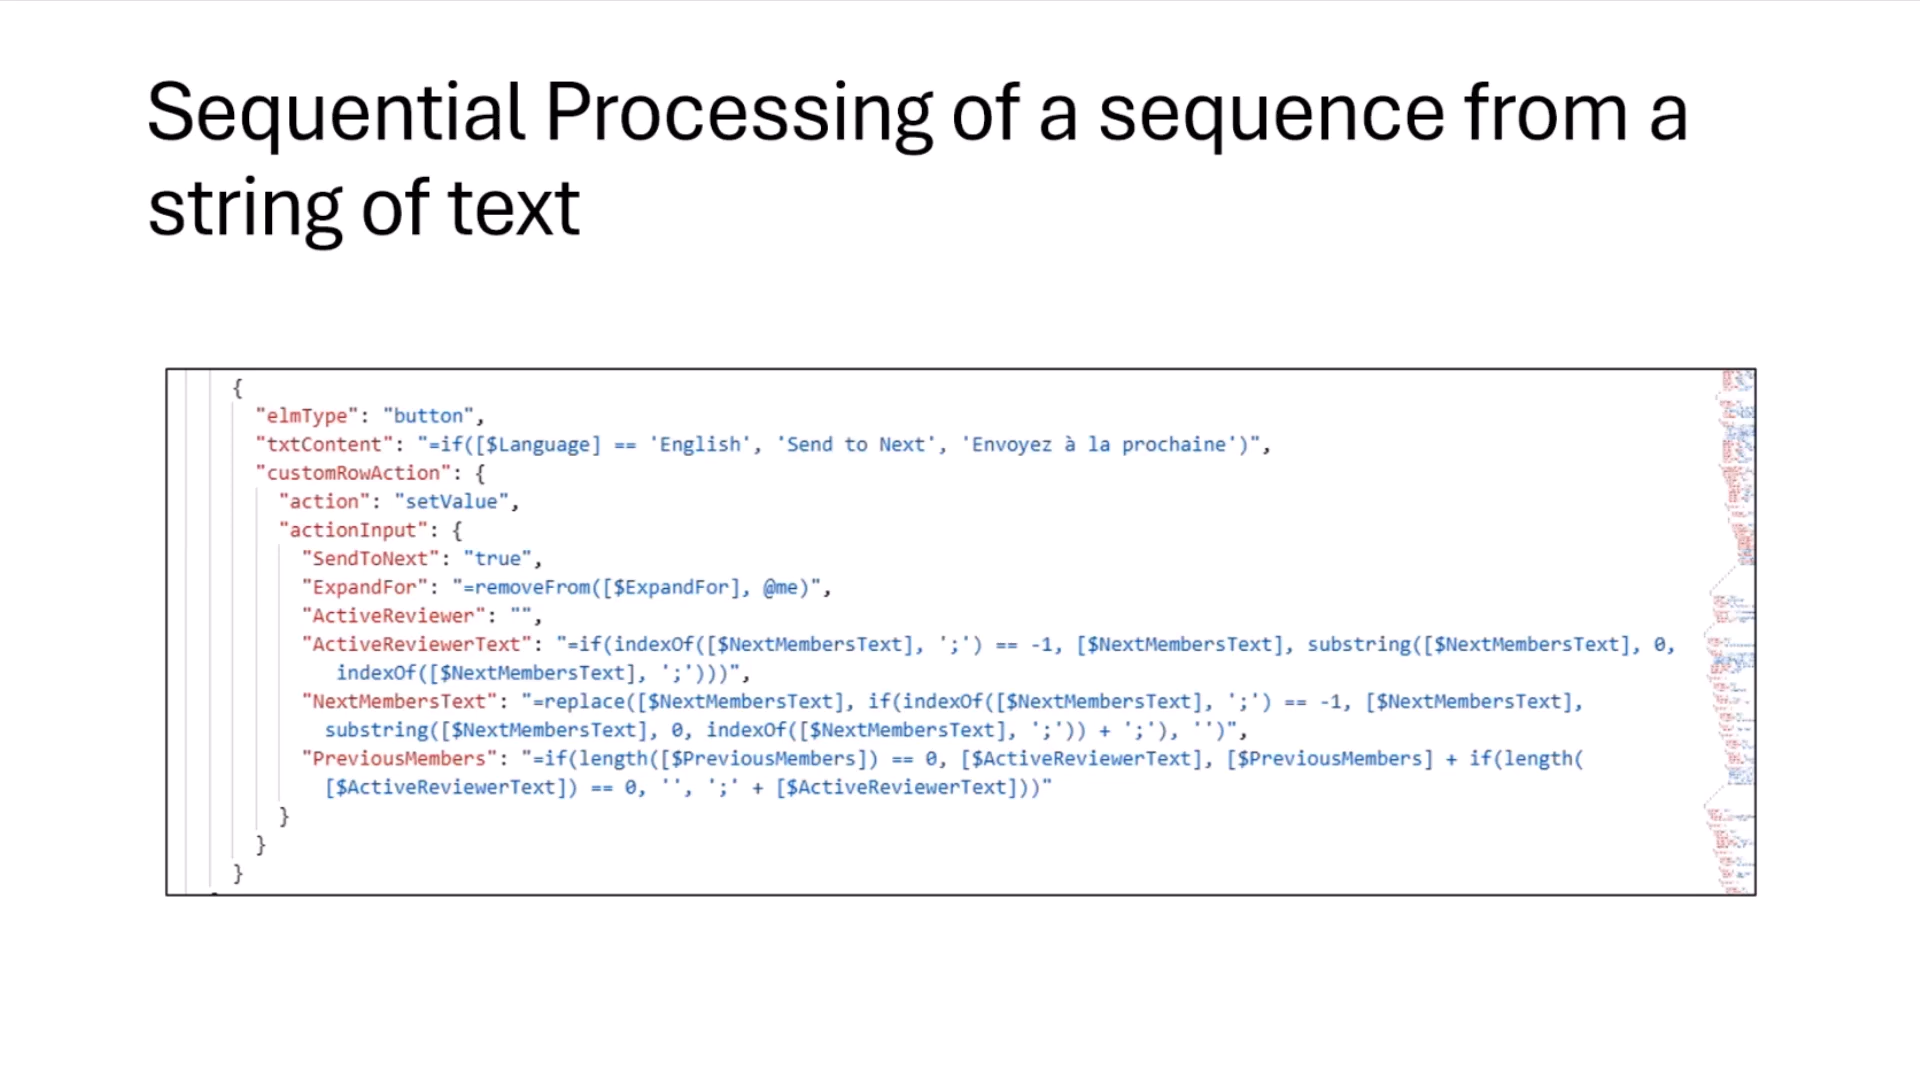 Sequential Processing of a sequence from a
string of text
{
"elmType": "button",
"txtContent": "=if([$Language] == 'English', 'Send to Next', 'Envoyez à la prochaine')",
"customRowAction": {
"action": "setValue",
"actionInput": {
"SendToNext": "true",
"ExpandFor": "=removeFrom([$ExpandFor], @me)",
"ActiveReviewer": "",
"ActiveReviewerText": "=if(indexOf([$NextMembersText], ';') == -1, [$NextMembersText], substring([$NextMembersText], 0,
indexOf([$NextMembersText], ';')))",
"NextMembersText": "=replace([$NextMembersText], if(indexOf([$NextMembersText], ';') == -1, [$NextMembersText],
substring([$NextMembersText], 0, indexOf([$NextMembersText], ';')) + ';'), '')",
"PreviousMembers": "=if(length([$PreviousMembers]) == 0, [$ActiveReviewerText], [$PreviousMembers] + if(length(
[$ActiveReviewerText]) == 0, '', ';' + [$ActiveReviewerText]))"
}
}
}